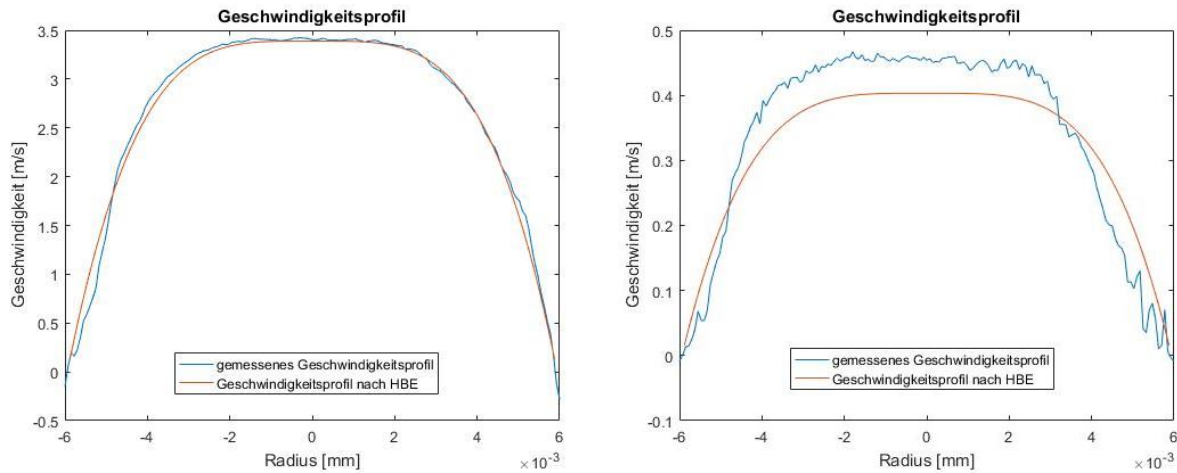 Geschwindigkeitsprofil
3.5
3
2.5
2
1.5
1
0.5
0
-0.5
Geschwindigkeit [m/s]
gemessenes Geschwindigkeitsprofil
Geschwindigkeitsprofil nach HBE
-6 -4 -2 0 2 4 6
Radius [mm]
× 10⁻³
Geschwindigkeitsprofil
0.5
0.4
0.3
0.2
0.1
0
-0.1
Geschwindigkeit [m/s]
gemessenes Geschwindigkeitsprofil
Geschwindigkeitsprofil nach HBE
-6 -4 -2 0 2 4 6
Radius [mm]
× 10⁻³